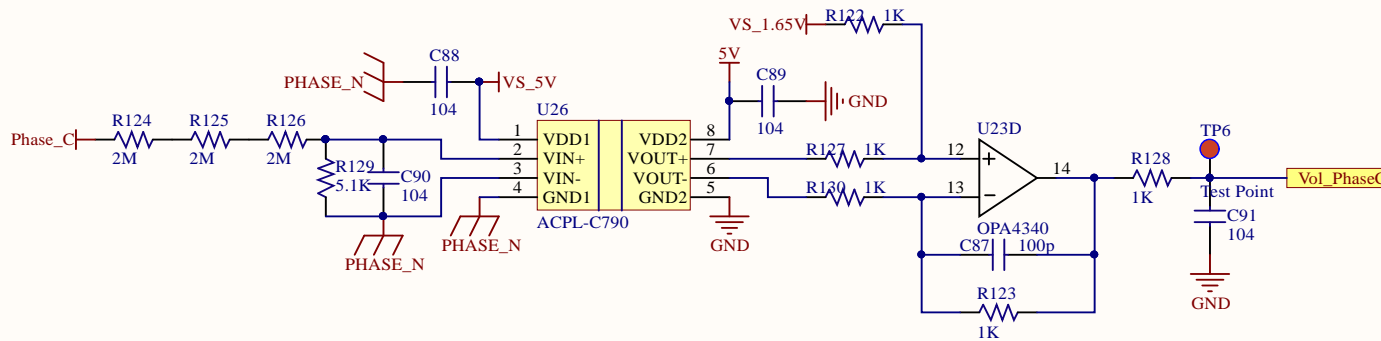 R122 1K
VS_1.65V
5V
C88
C89
PHASE_N
VS_5V
GND
104
104
U26
Phase_C
R124
R125
R126
2M
2M
2M
R129
5.1K
C90
104
1
2
3
4
VDD1
VIN+
VIN-
GND1
VDD2
VOUT+
VOUT-
GND2
8
7
6
5
ACPL-C790
PHASE_N
PHASE_N
GND
R127 1K
R130 1K
U23D
12
13
14
+
−
OPA4340
C87 100p
R123
1K
R128
1K
TP6
Test Point
Vol_PhaseC
C91
104
GND